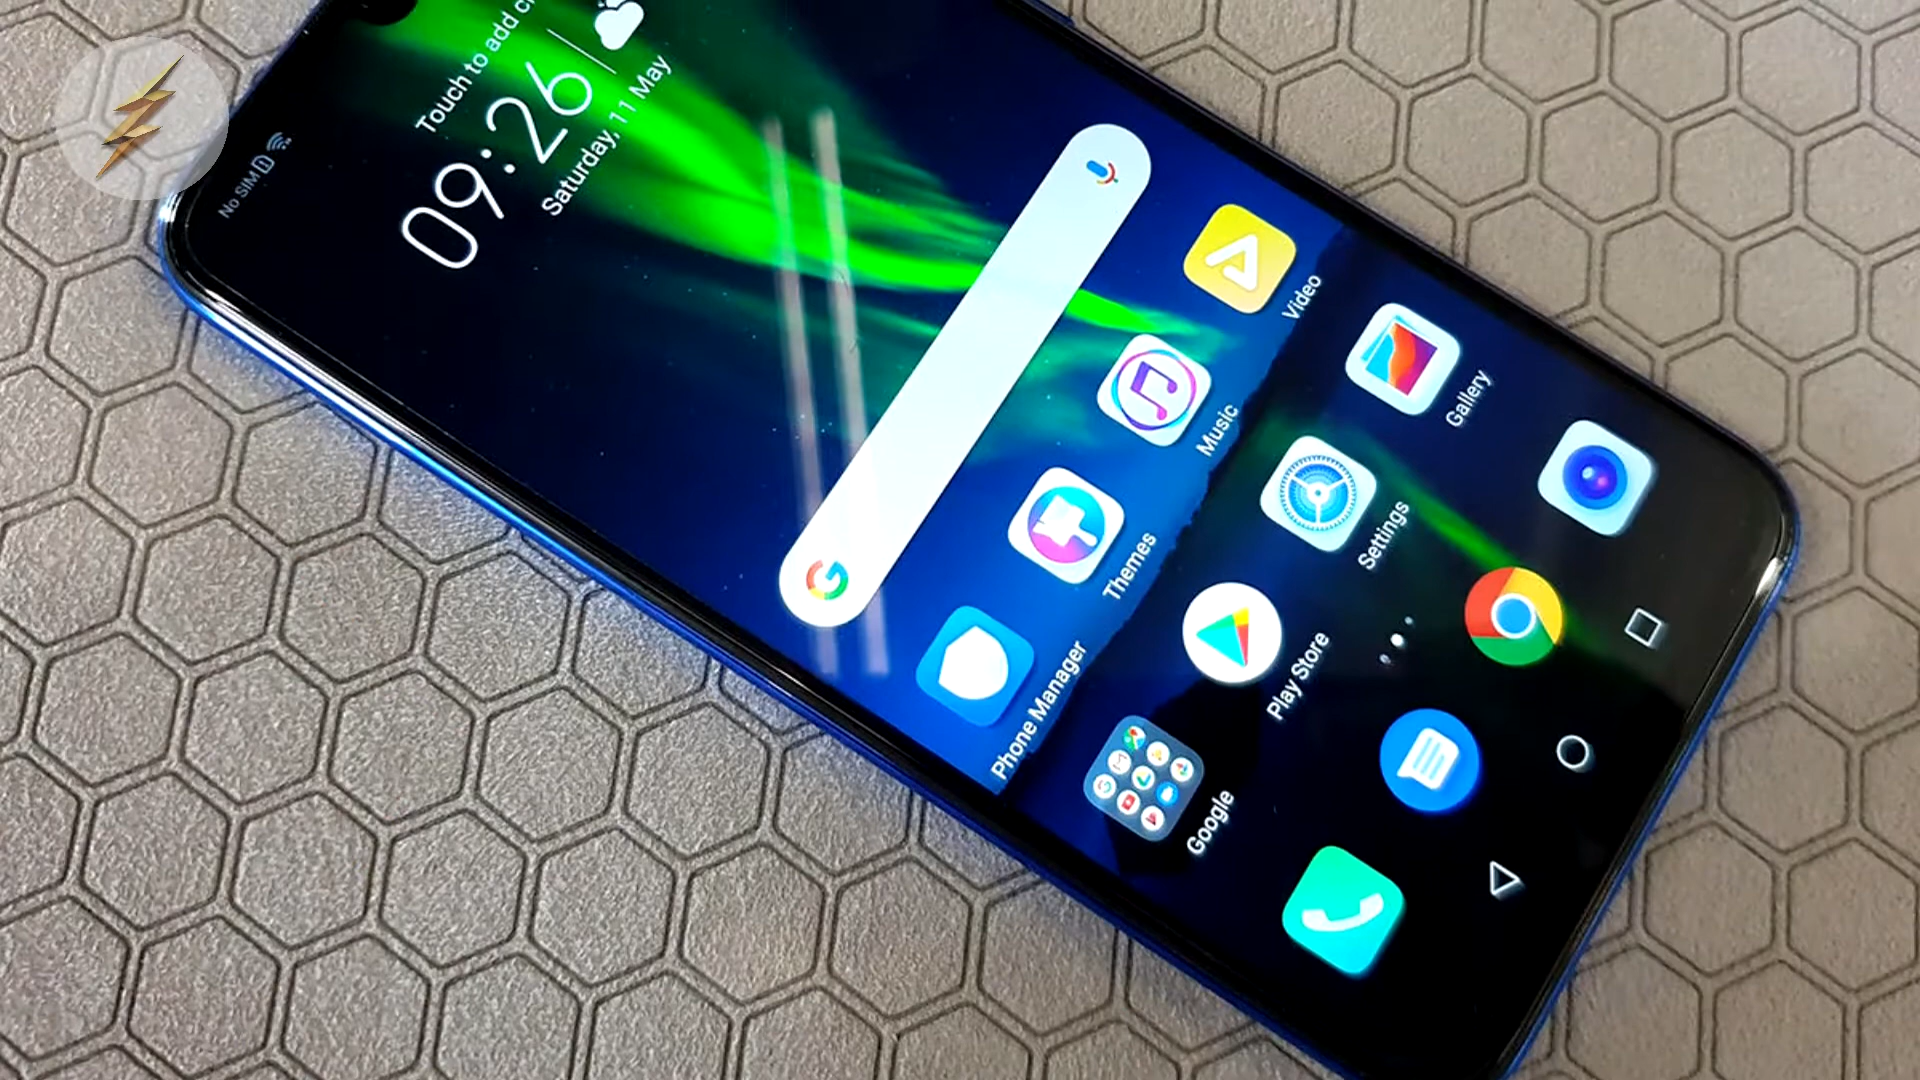 No SIM
Touch to add ci
09:26
Saturday, 11 May
Video
Music
Themes
Phone Manager
Gallery
Settings
Play Store
Google